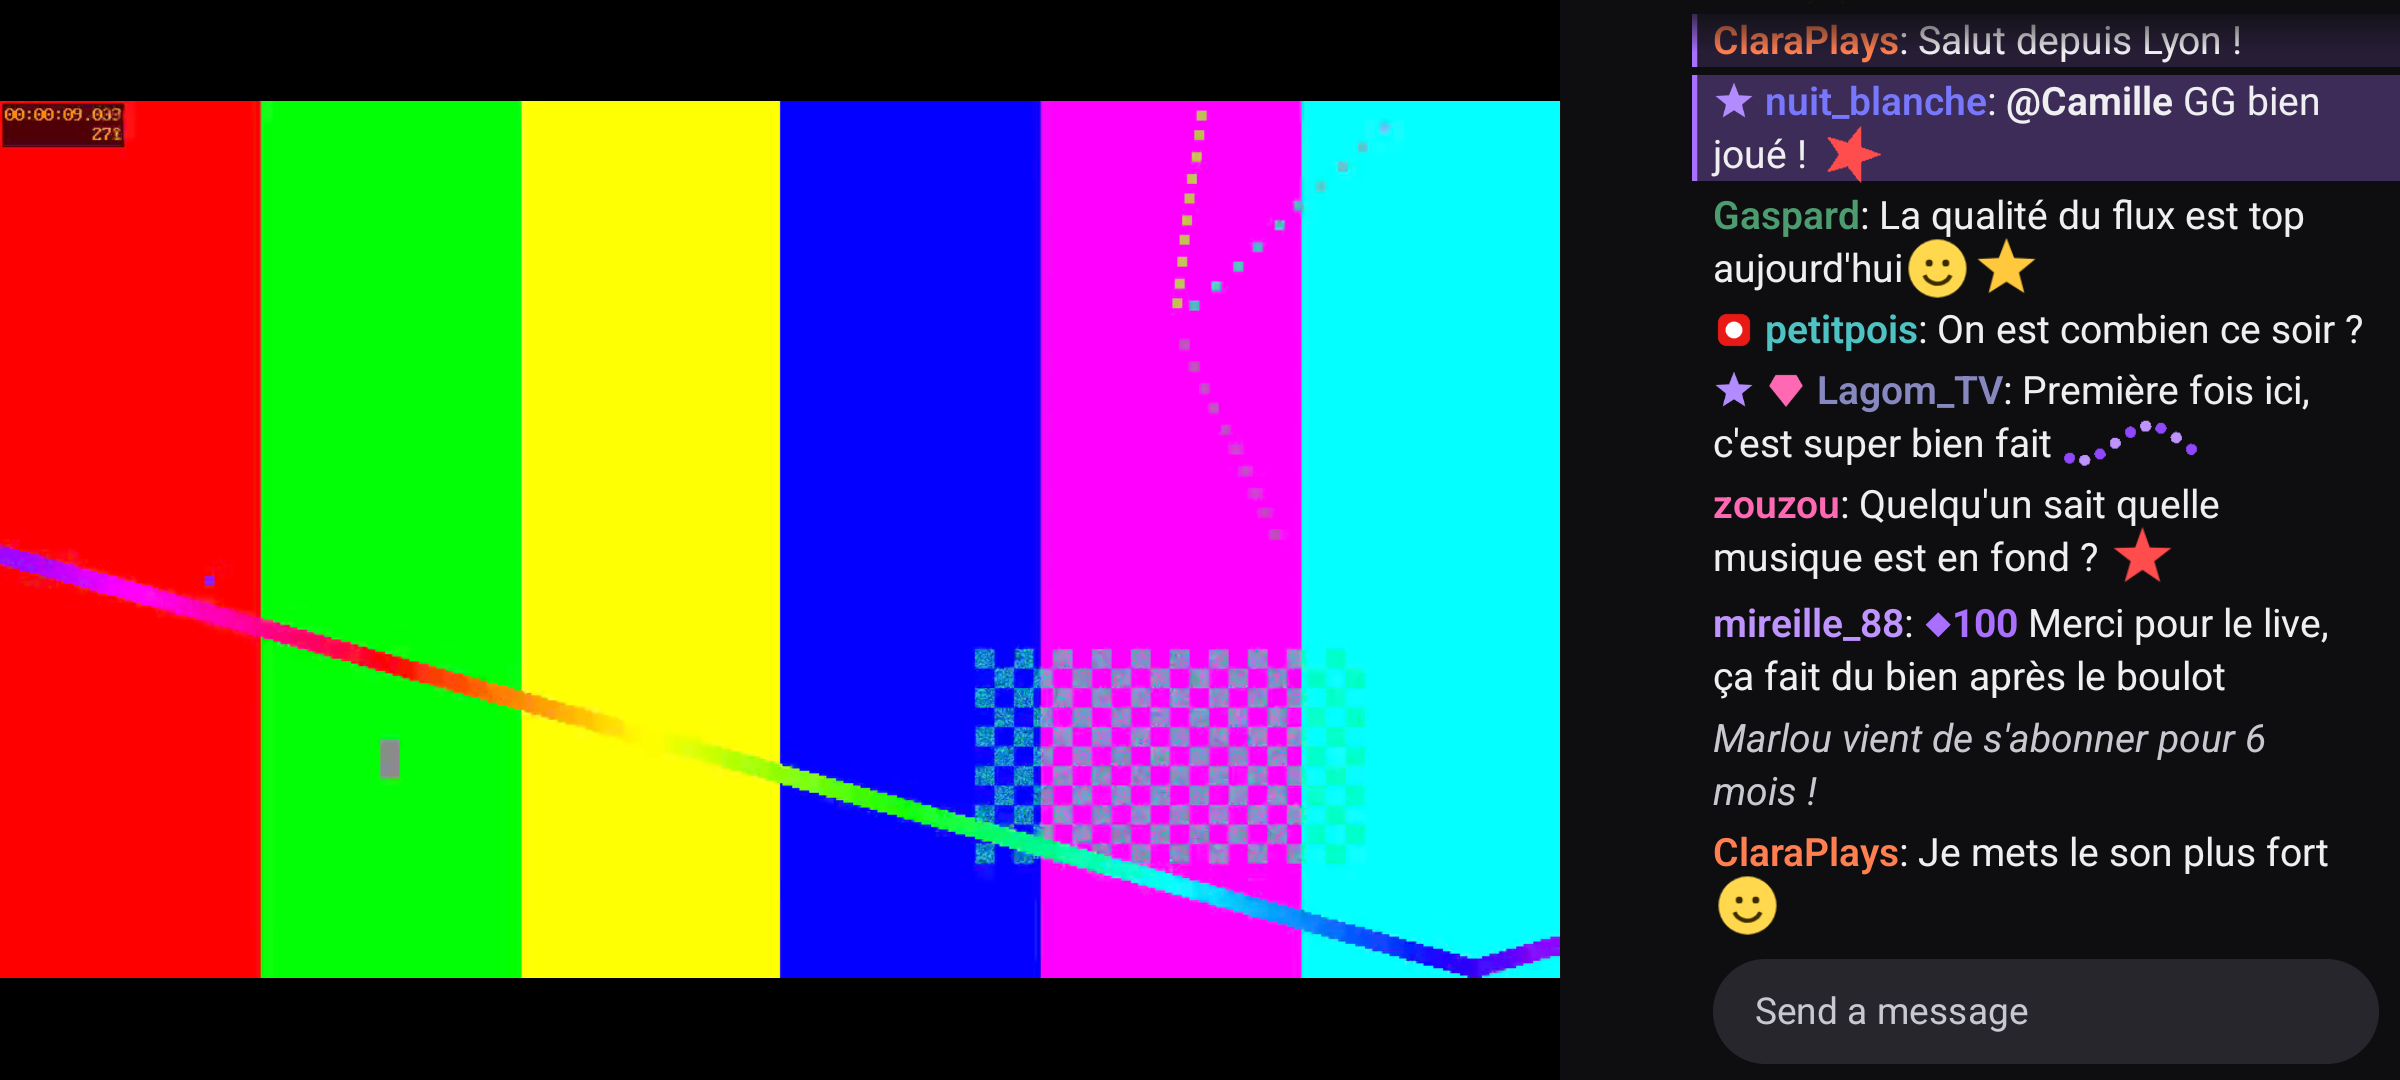 00:00:09.039
271
ClaraPlays: Salut depuis Lyon !
nuit_blanche: @Camille GG bien
joué !
Gaspard: La qualité du flux est top
aujourd'hui
petitpois: On est combien ce soir ?
Lagom_TV: Première fois ici,
c'est super bien fait
zouzou: Quelqu'un sait quelle
musique est en fond ?
mireille_88: ◆100 Merci pour le live,
ça fait du bien après le boulot
Marlou vient de s'abonner pour 6
mois !
ClaraPlays: Je mets le son plus fort
Send a message